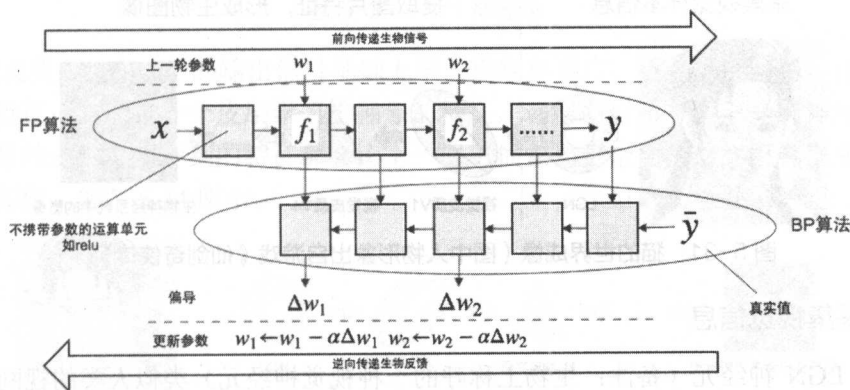 前向传递生物信号
上一轮参数 w₁ w₂
FP算法
x f₁ f₂ …… y
不携带参数的运算单元
如relu
ȳ BP算法
偏导 Δw₁ Δw₂
真实值
更新参数 w₁←w₁−αΔw₁ w₂←w₂−αΔw₂
逆向传递生物反馈